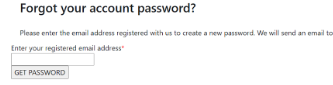 Forgot your account password?
Please enter the email address registered with us to create a new password. We will send an email to
Enter your registered email address*
GET PASSWORD